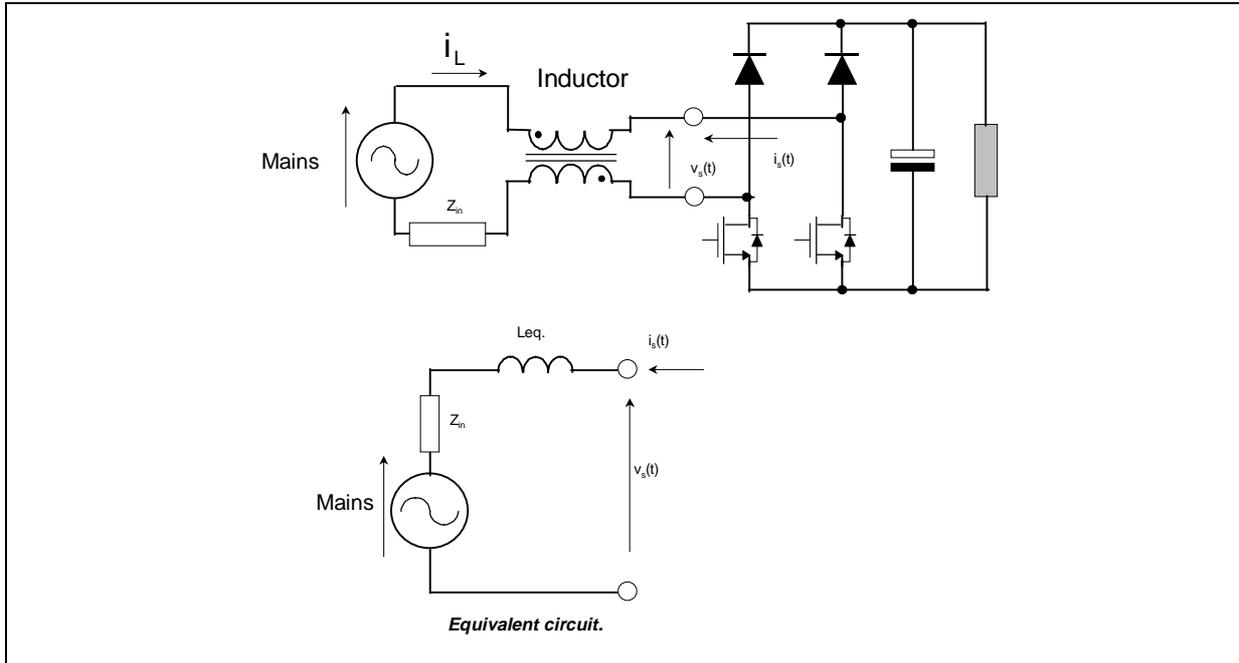 i_L
Inductor
Mains
Z_in
v_s(t)
i_s(t)
Leq.
i_s(t)
Z_in
Mains
v_s(t)
Equivalent circuit.